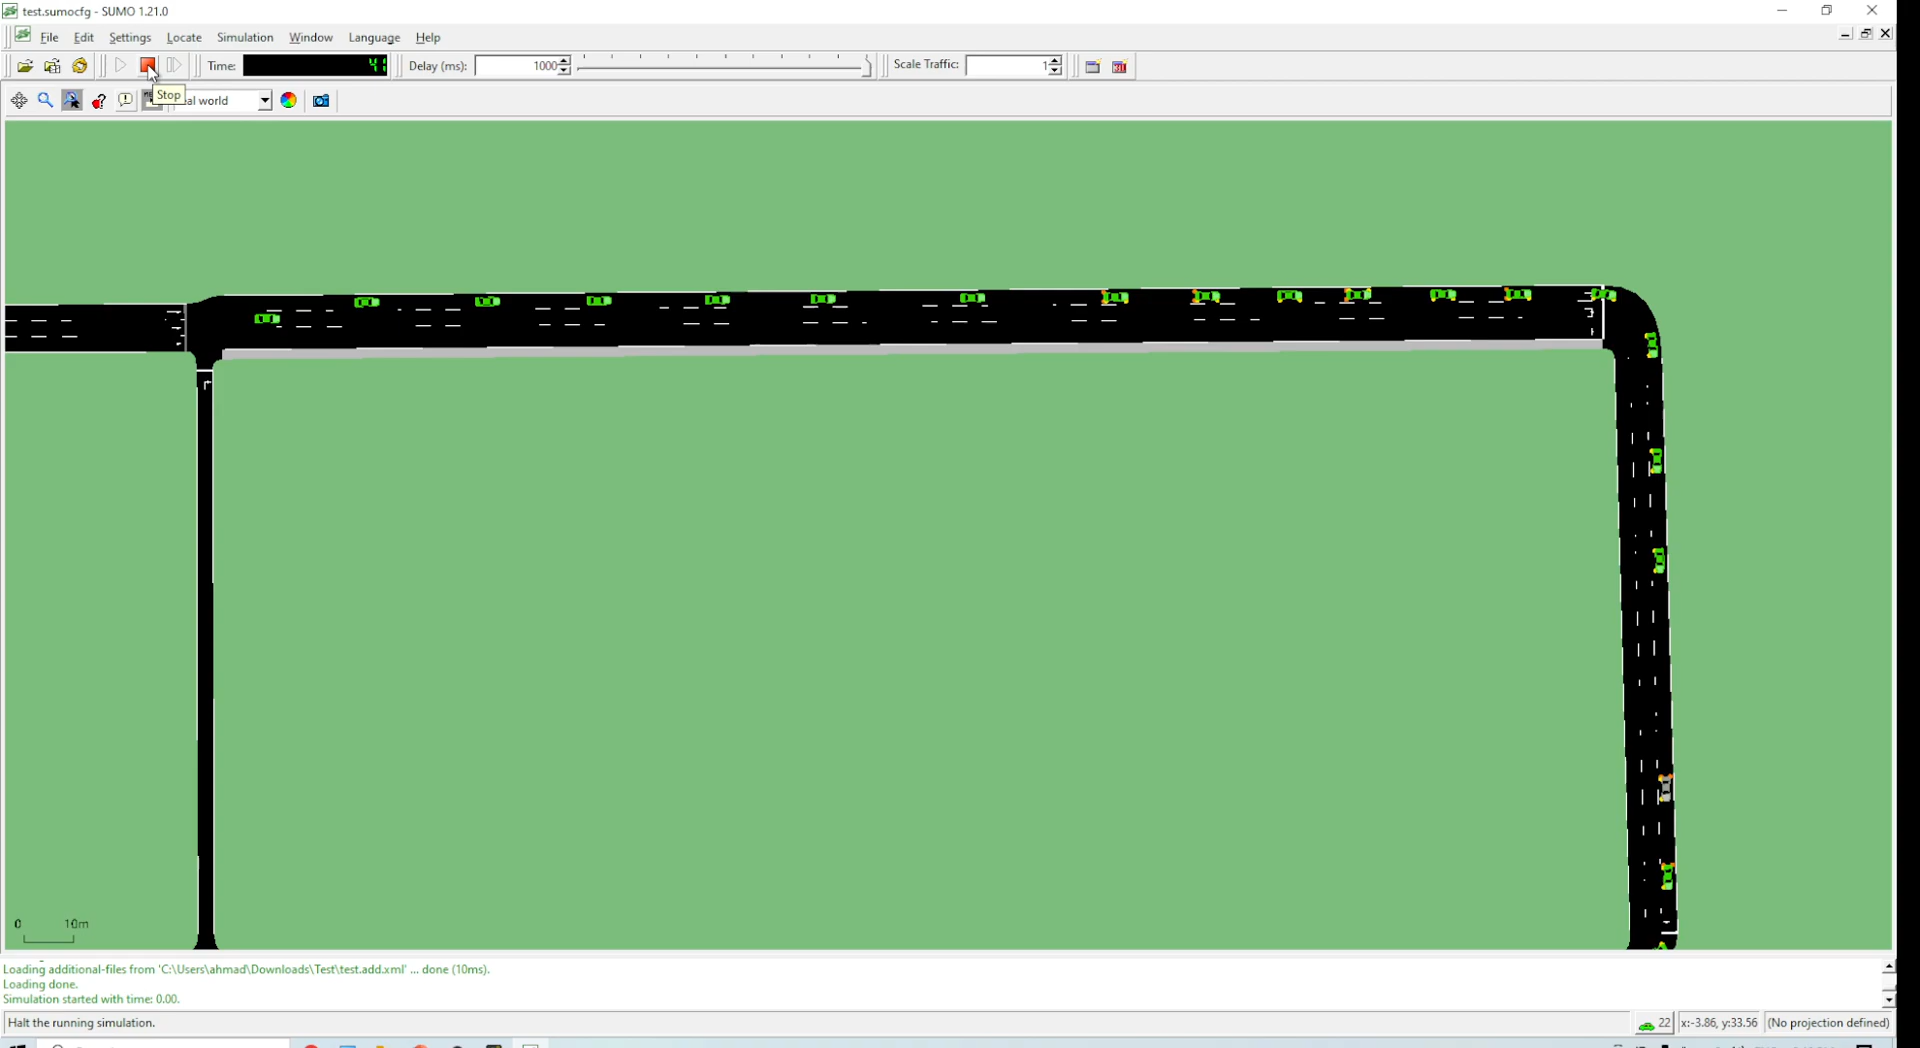 test.sumocfg - SUMO 1.21.0
File Edit Settings Locate Simulation Window Language Help
Time: 41 Delay (ms): 1000 Scale Traffic: 1
Stop
al world
0 10m
Loading additional-files from 'C:\Users\ahmad\Downloads\Test\test.add.xml' ... done (10ms).
Loading done.
Simulation started with time: 0.00.
Halt the running simulation. 22 x:-3.86, y:33.56 (No projection defined)